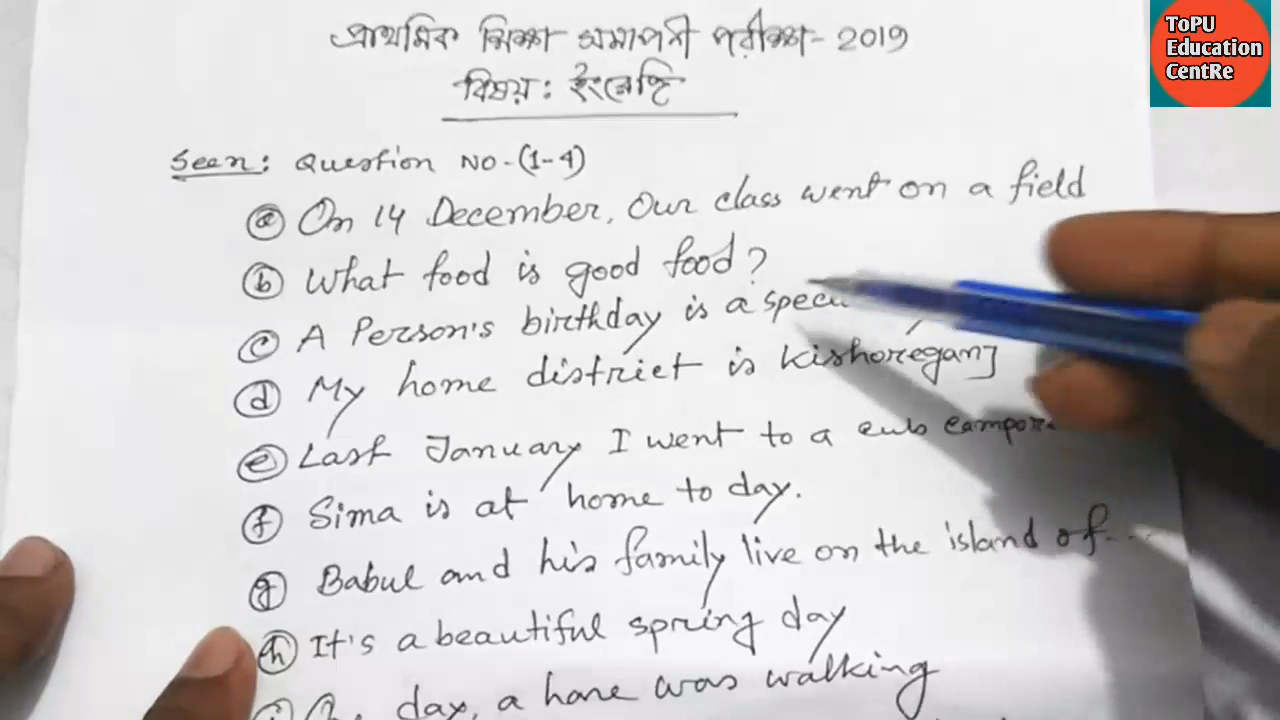 প্রাথমিক শিক্ষা সমাপনী পরীক্ষা- 2019
বিষয়: ইংরেজি
Seen: Question No-(1-4)
(a) On 14 December, Our class went on a field
(b) What food is good food?
(c) A Person's birthday is a
(d) My home district is Kishoreganj
(e) Last January I went to a cub
(f) Sima is at home to day.
(g) Babul and his family live on the island of...
(h) It's a beautiful spring day
day, a hare was walking
ToPU
Education
CentRe